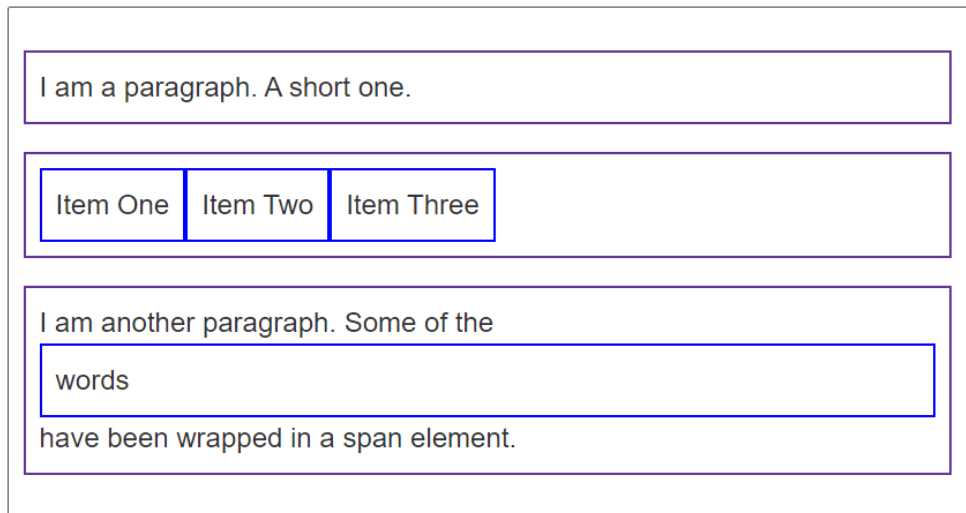 I am a paragraph. A short one.
Item One Item Two Item Three
I am another paragraph. Some of the
words
have been wrapped in a span element.